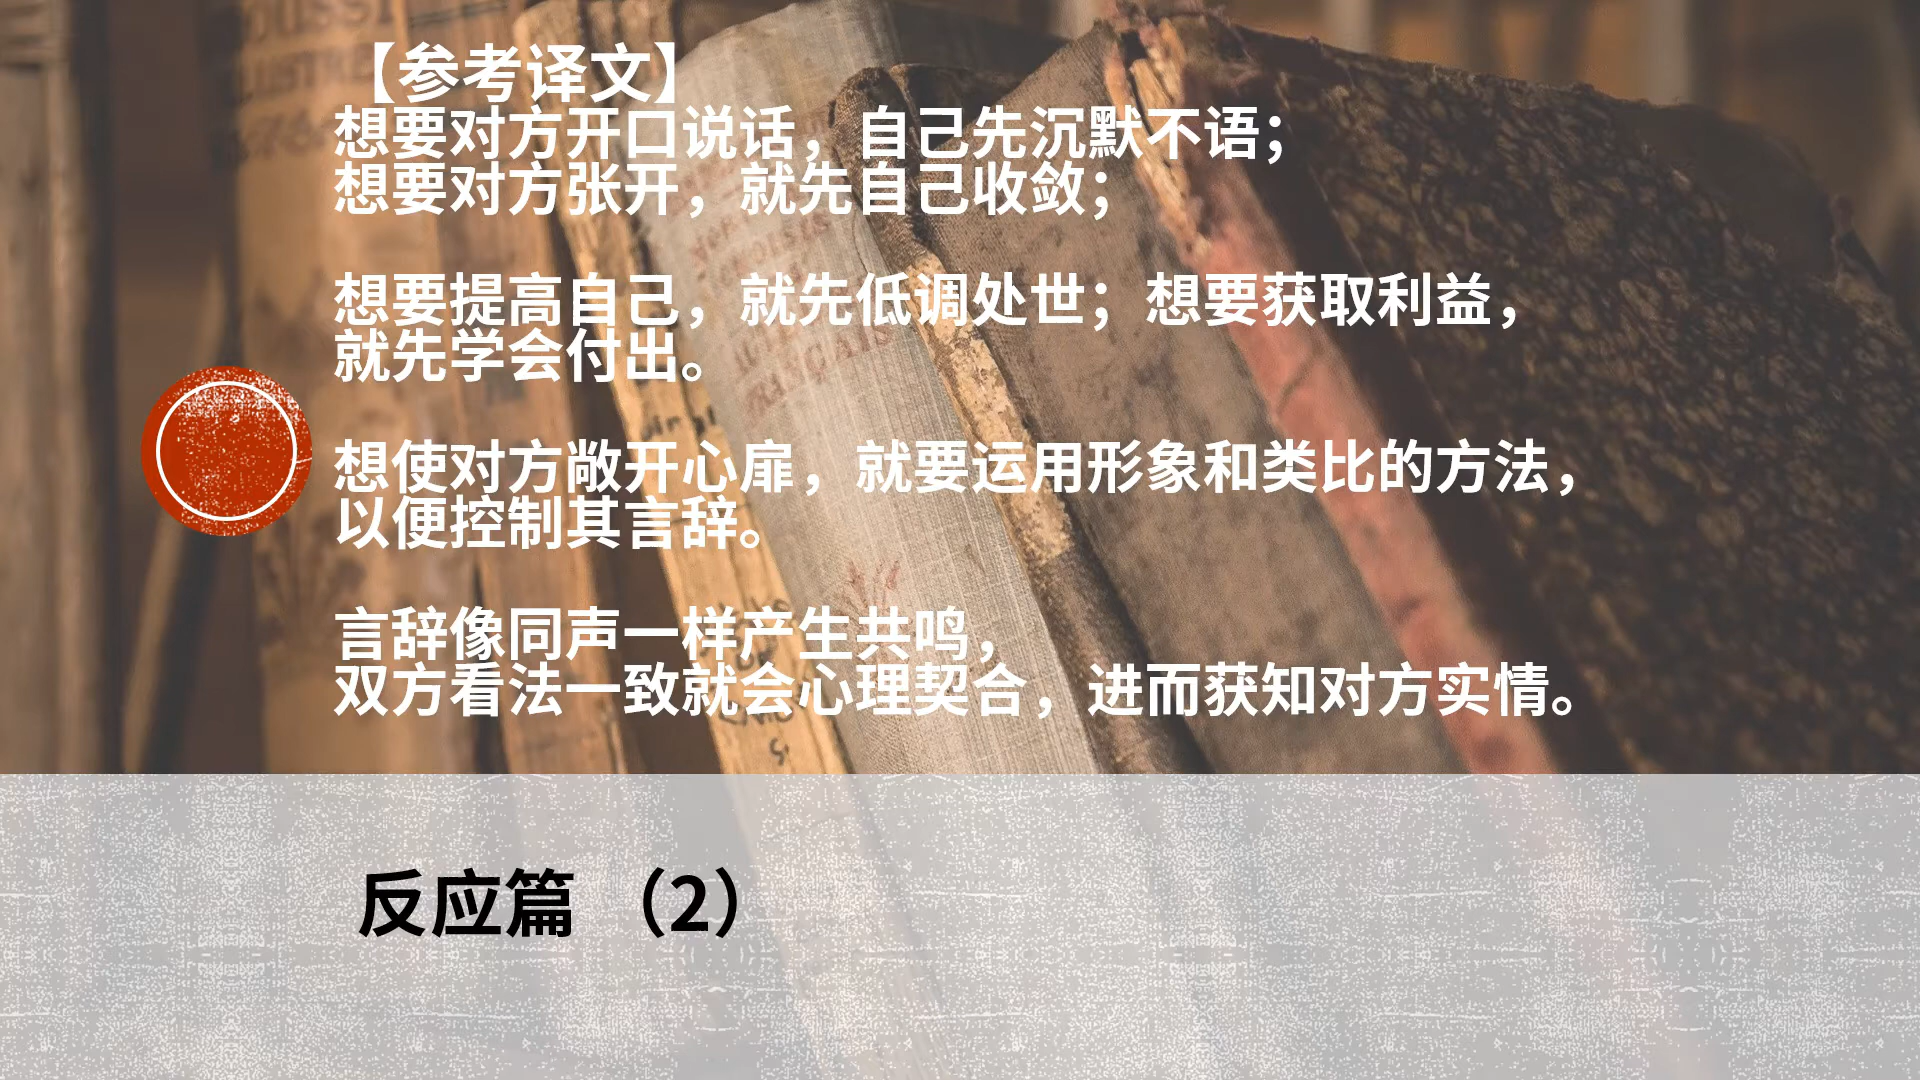 【参考译文】
想要对方开口说话，自己先沉默不语；
想要对方张开，就先自己收敛；
想要提高自己，就先低调处世；想要获取利益，
就先学会付出。
想使对方敞开心扉，就要运用形象和类比的方法，
以便控制其言辞。
言辞像同声一样产生共鸣，
双方看法一致就会心理契合，进而获知对方实情。
反应篇 （2）